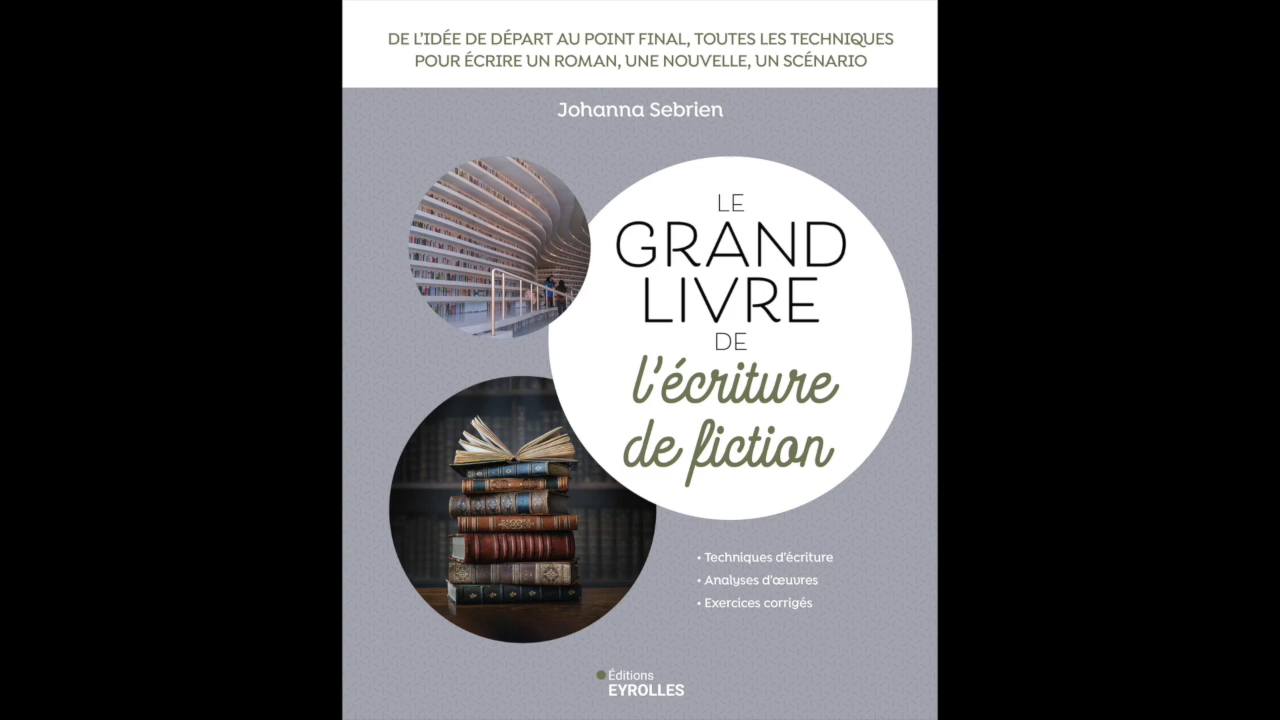 DE L'IDÉE DE DÉPART AU POINT FINAL, TOUTES LES TECHNIQUES
POUR ÉCRIRE UN ROMAN, UNE NOUVELLE, UN SCÉNARIO
Johanna Sebrien
LE
GRAND
LIVRE
DE
l'écriture
de fiction
• Techniques d'écriture
• Analyses d'œuvres
• Exercices corrigés
Éditions
EYROLLES